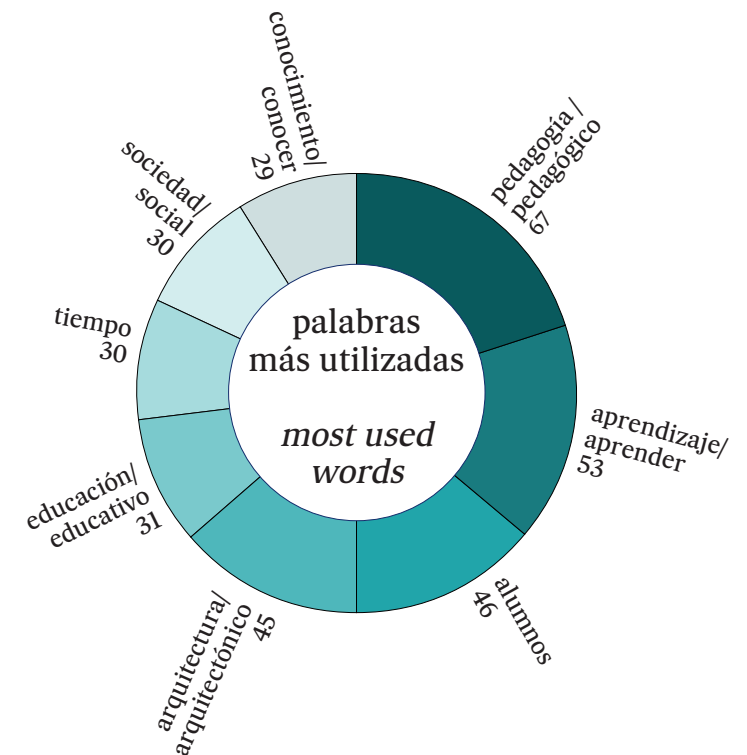 palabras
más utilizadas
most used
words
pedagogía /
pedagógico
67
aprendizaje/
aprender
53
alumnos
46
arquitectura/
arquitectónico
45
educación/
educativo
31
tiempo
30
sociedad/
social
30
conocimiento/
conocer
29